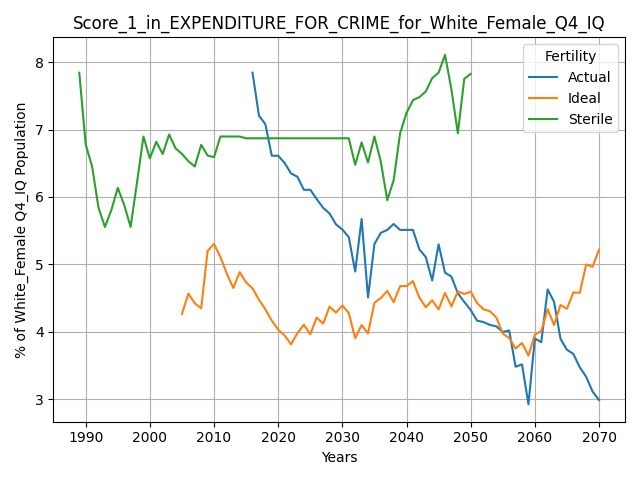 Score_1_in_EXPENDITURE_FOR_CRIME_for_White_Female_Q4_IQ
Fertility
Actual
Ideal
Sterile
% of White_Female Q4_IQ Population
8
7
6
5
4
3
1990 2000 2010 2020 2030 2040 2050 2060 2070
Years